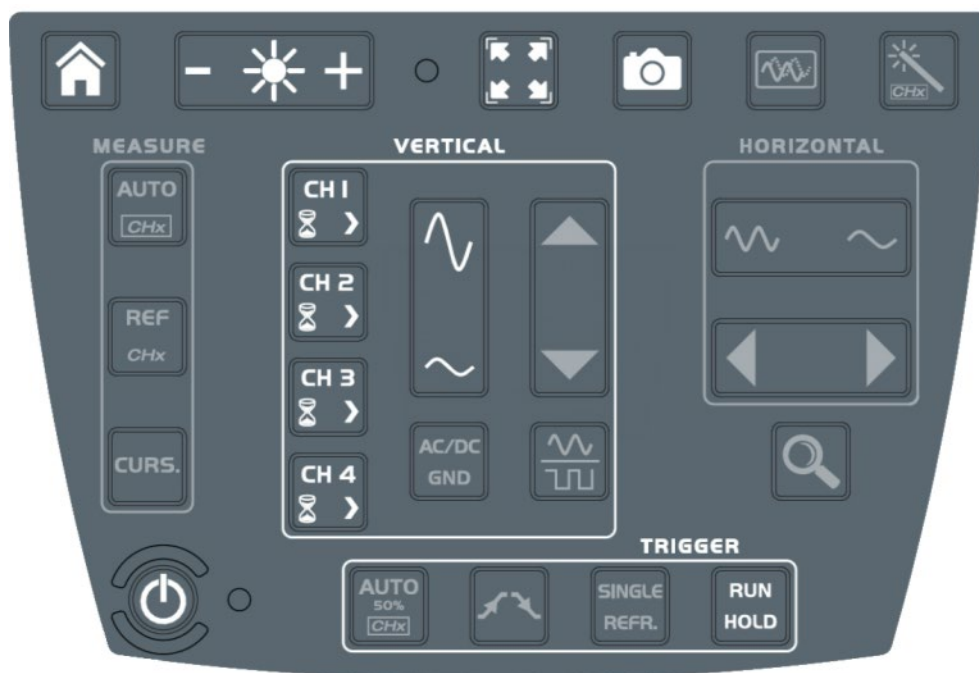 CHx
MEASURE
VERTICAL
HORIZONTAL
AUTO
CHx
REF
CHx
CURS.
CH 1
CH 2
CH 3
CH 4
AC/DC
GND
TRIGGER
AUTO
50%
CHx
SINGLE
REFR.
RUN
HOLD